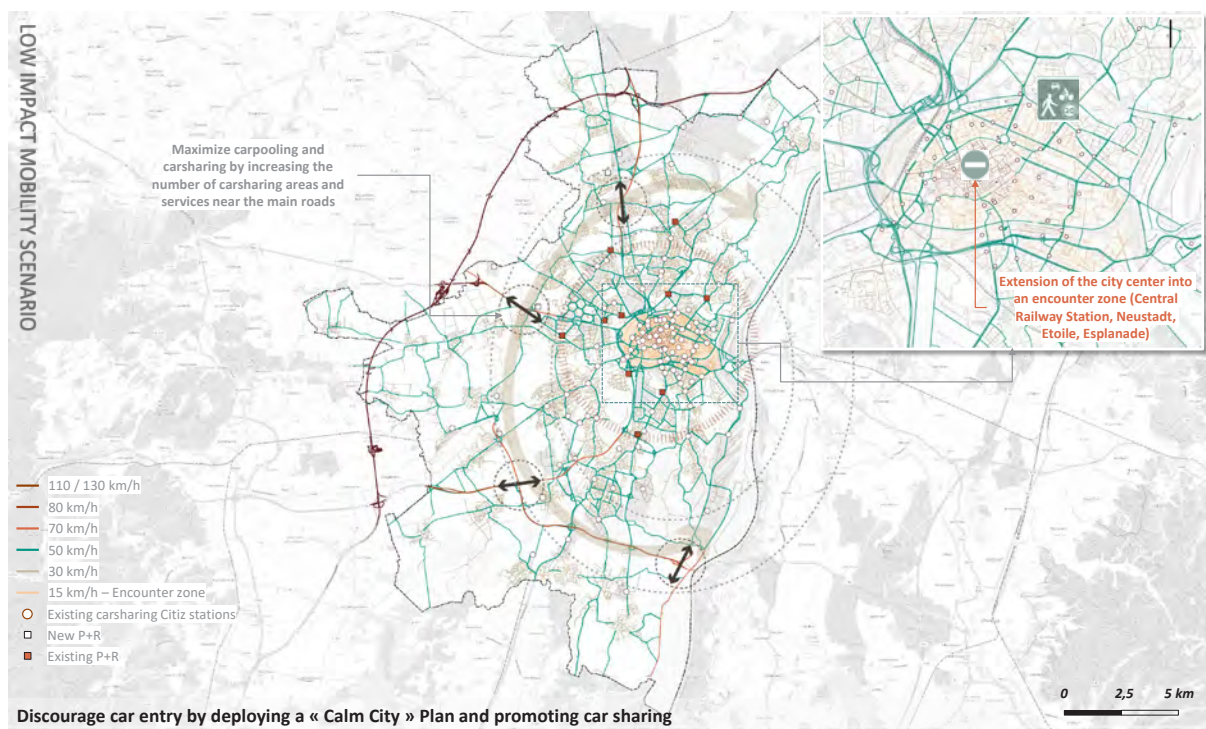 LOW IMPACT MOBILITY SCENARIO
Maximize carpooling and
carsharing by increasing the
number of carsharing areas and
services near the main roads
Extension of the city center into
an encounter zone (Central
Railway Station, Neustadt,
Etoile, Esplanade)
110 / 130 km/h
80 km/h
70 km/h
50 km/h
30 km/h
15 km/h – Encounter zone
Existing carsharing Citiz stations
New P+R
Existing P+R
0 2,5 5 km
Discourage car entry by deploying a « Calm City » Plan and promoting car sharing